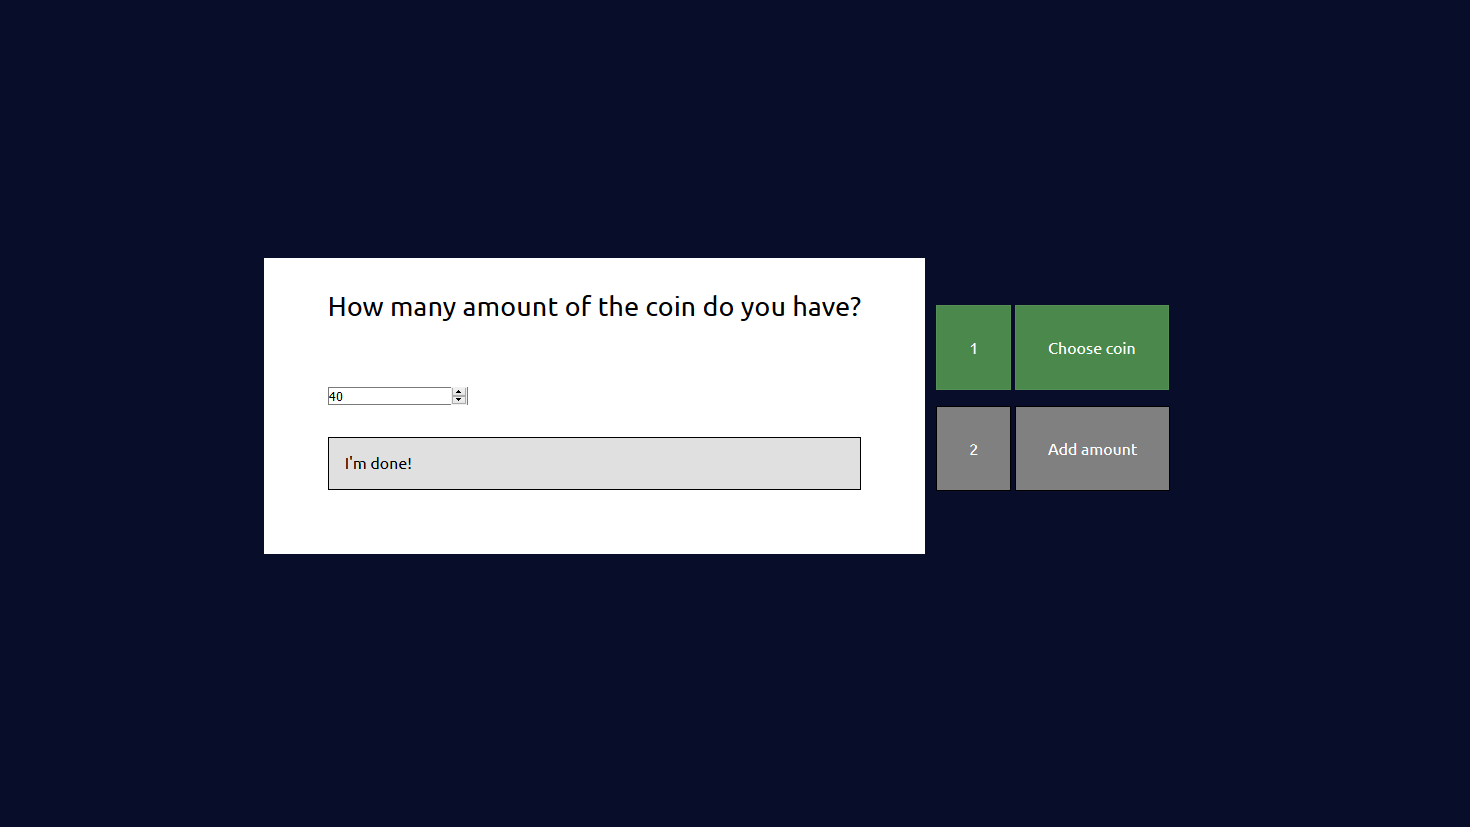 How many amount of the coin do you have?
40
I'm done!
1 Choose coin
2 Add amount